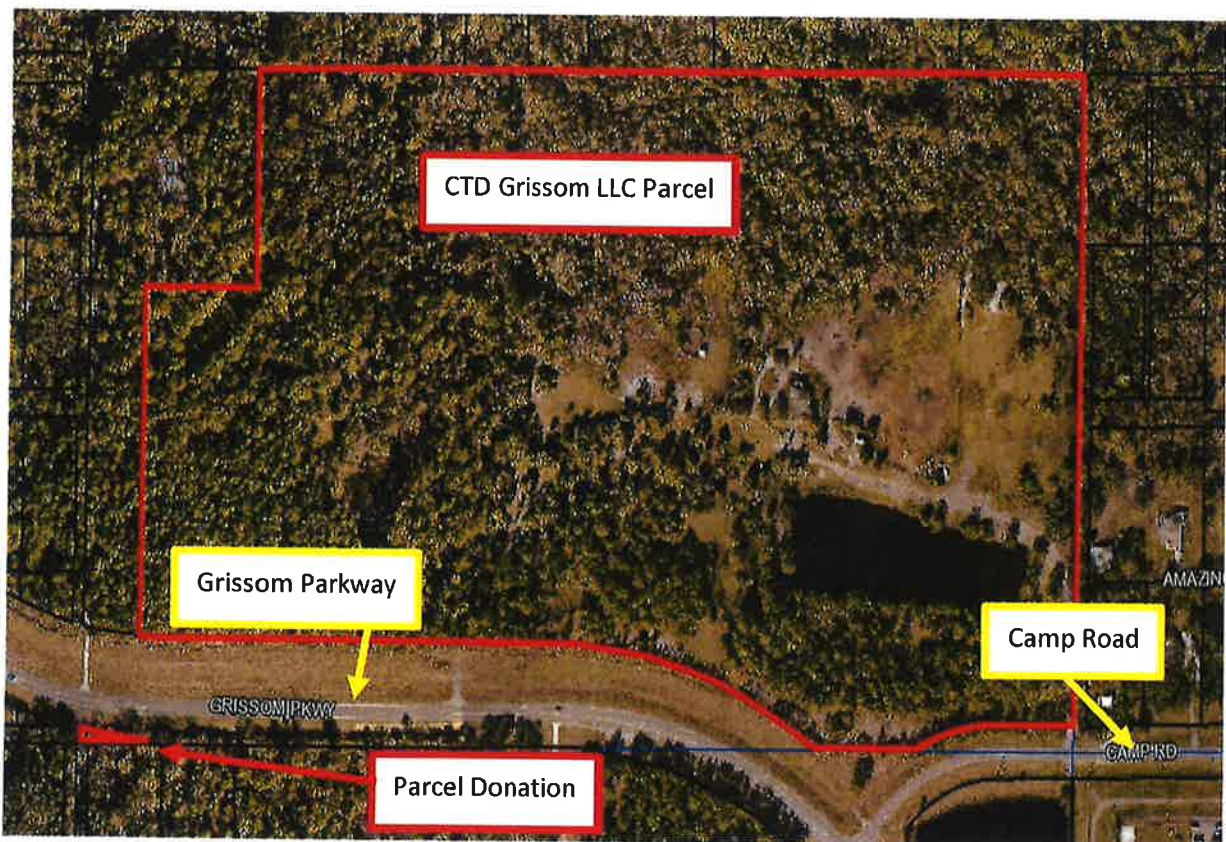 CTD Grissom LLC Parcel
Grissom Parkway
AMAZIN
Camp Road
GRISSOM PKWY
CAMP RD
Parcel Donation